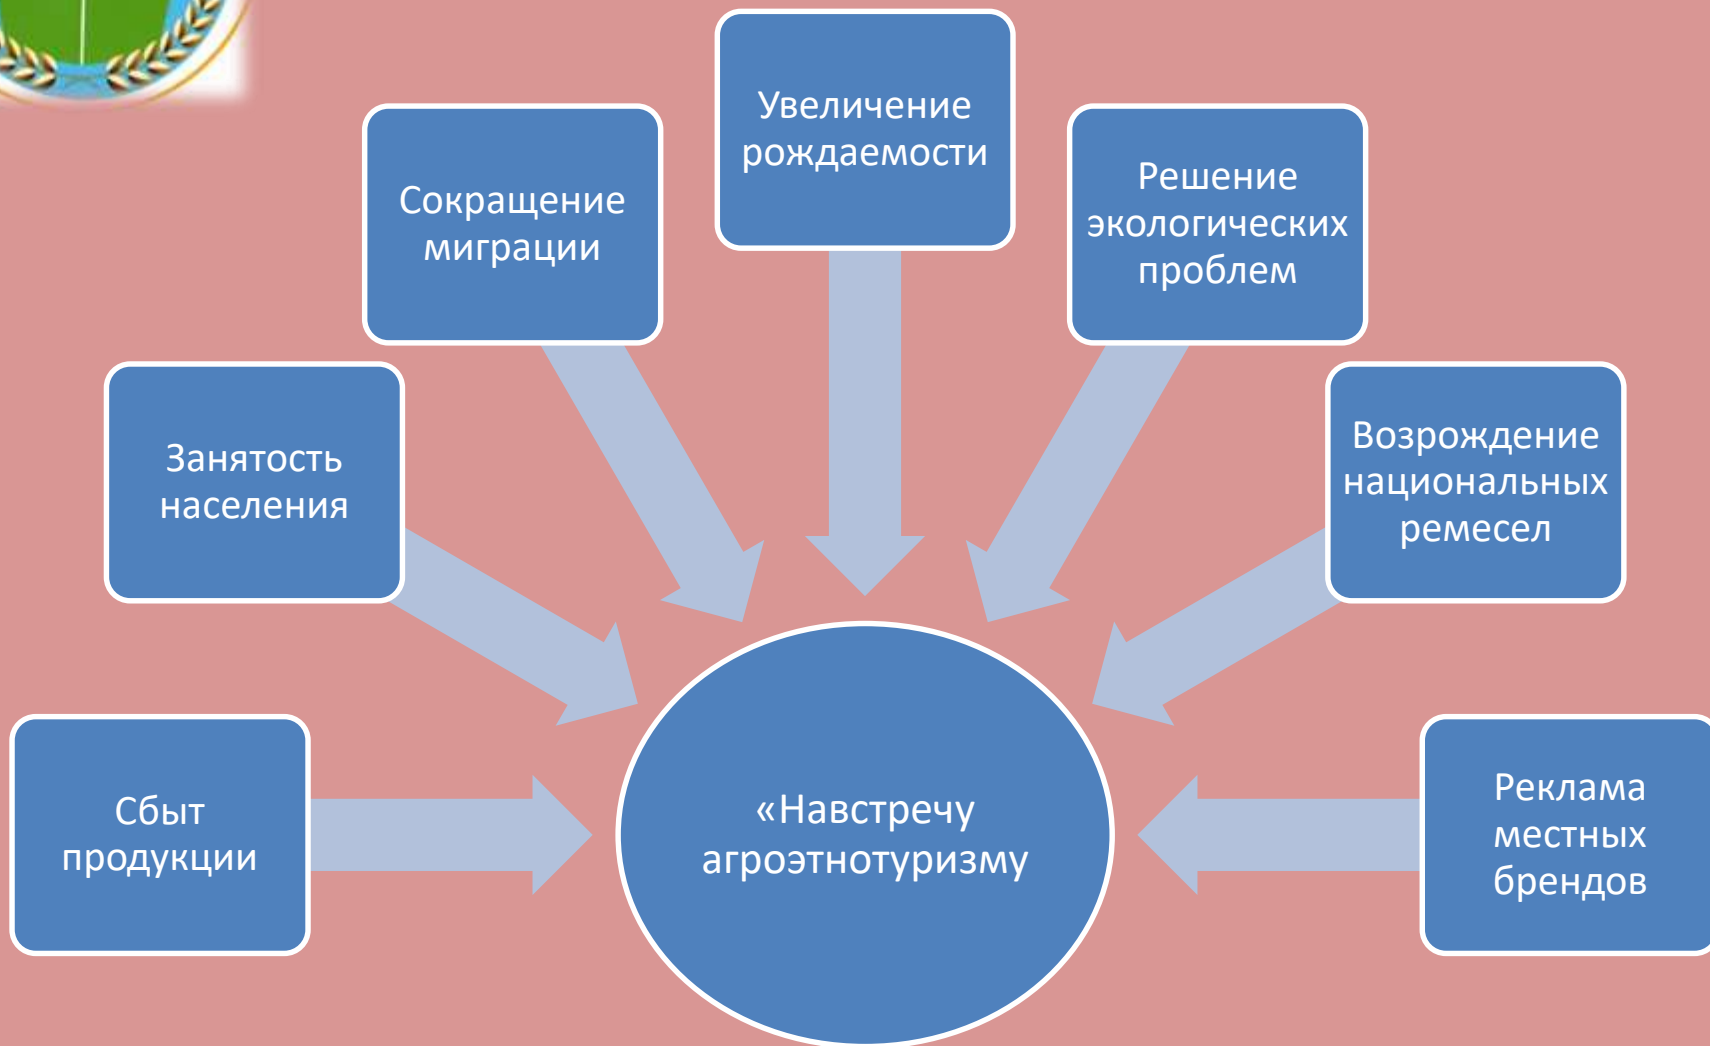 Увеличение
рождаемости
Сокращение
миграции
Решение
экологических
проблем
Занятость
населения
Возрождение
национальных
ремесел
Сбыт
продукции
«Навстречу
агроэтнотуризму
Реклама
местных
брендов